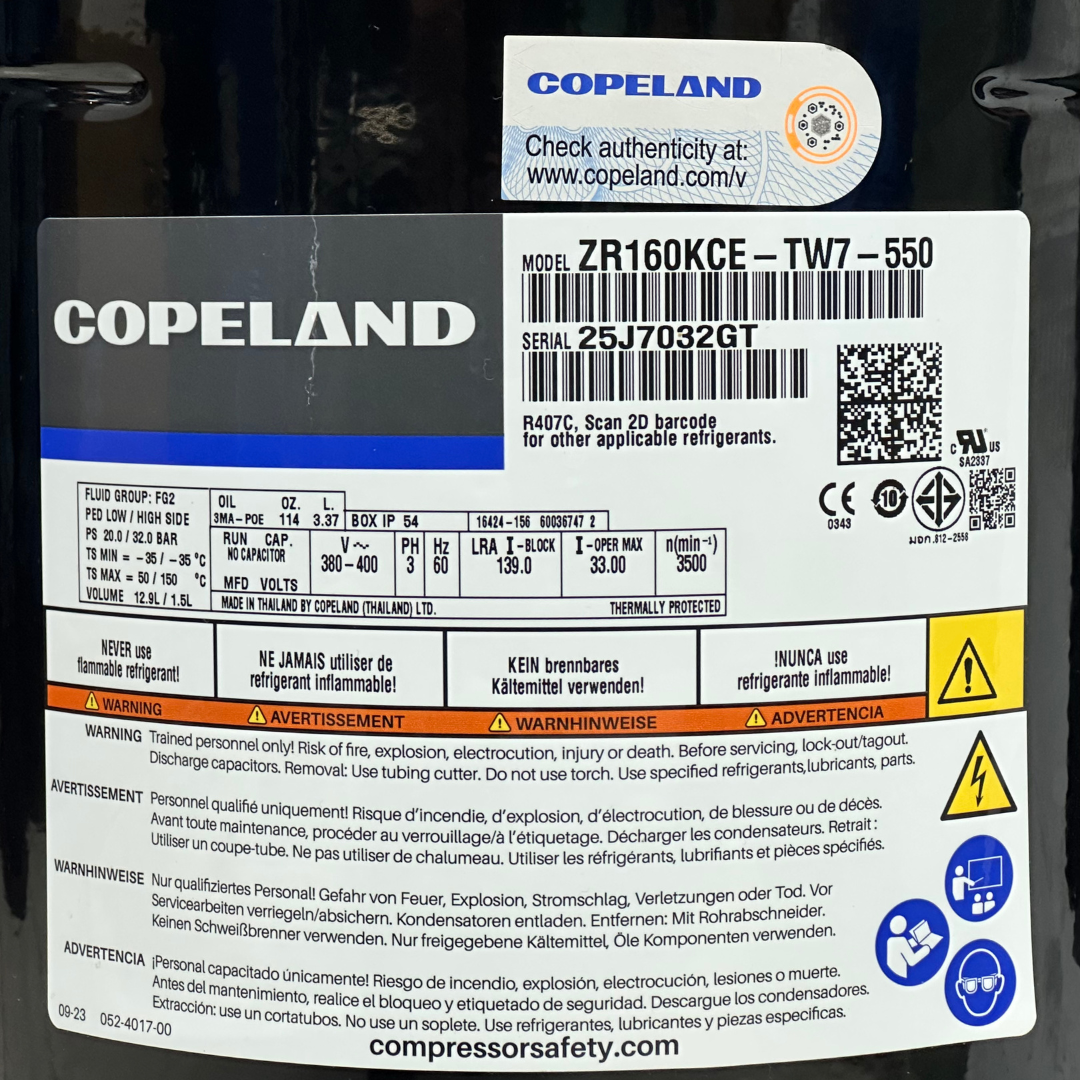 COPELAND
Check authenticity at:
www.copeland.com/v
COPELAND
MODEL ZR160KCE – TW7 – 550
SERIAL 25J7032GT
R407C, Scan 2D barcode
for other applicable refrigerants.
c RU US
SA2337
CE
0343
10
มอก.812-2558
FLUID GROUP: FG2
PED LOW / HIGH SIDE
PS 20.0 / 32.0 BAR
TS MIN = -35 / -35 °C
TS MAX = 50 / 150 °C
VOLUME 12.9L / 1.5L
OIL OZ. L.
3MA-POE 114 3.37
BOX IP 54
16424-156 60036747 2
RUN CAP.
NO CAPACITOR
MFD VOLTS
V~
380-400
PH
3
Hz
60
LRA I-BLOCK
139.0
I-OPER MAX
33.00
n(min⁻¹)
3500
MADE IN THAILAND BY COPELAND (THAILAND) LTD.
THERMALLY PROTECTED
NEVER use
flammable refrigerant!
NE JAMAIS utiliser de
refrigerant inflammable!
KEIN brennbares
Kältemittel verwenden!
!NUNCA use
refrigerante inflammable!
WARNING
AVERTISSEMENT
WARNHINWEISE
ADVERTENCIA
WARNING Trained personnel only! Risk of fire, explosion, electrocution, injury or death. Before servicing, lock-out/tagout.
Discharge capacitors. Removal: Use tubing cutter. Do not use torch. Use specified refrigerants,lubricants, parts.
AVERTISSEMENT Personnel qualifié uniquement! Risque d'incendie, d'explosion, d'électrocution, de blessure ou de décès.
Avant toute maintenance, procéder au verrouillage/à l'étiquetage. Décharger les condensateurs. Retrait :
Utiliser un coupe-tube. Ne pas utiliser de chalumeau. Utiliser les réfrigérants, lubrifiants et pièces spécifiés.
WARNHINWEISE Nur qualifiziertes Personal! Gefahr von Feuer, Explosion, Stromschlag, Verletzungen oder Tod. Vor
Servicearbeiten verriegeln/absichern. Kondensatoren entladen. Entfernen: Mit Rohrabschneider.
Keinen Schweißbrenner verwenden. Nur freigegebene Kältemittel, Öle Komponenten verwenden.
ADVERTENCIA ¡Personal capacitado únicamente! Riesgo de incendio, explosión, electrocución, lesiones o muerte.
Antes del mantenimiento, realice el bloqueo y etiquetado de seguridad. Descargue los condensadores.
Extracción: use un cortatubos. No use un soplete. Use refrigerantes, lubricantes y piezas específicas.
09-23 052-4017-00
compressorsafety.com